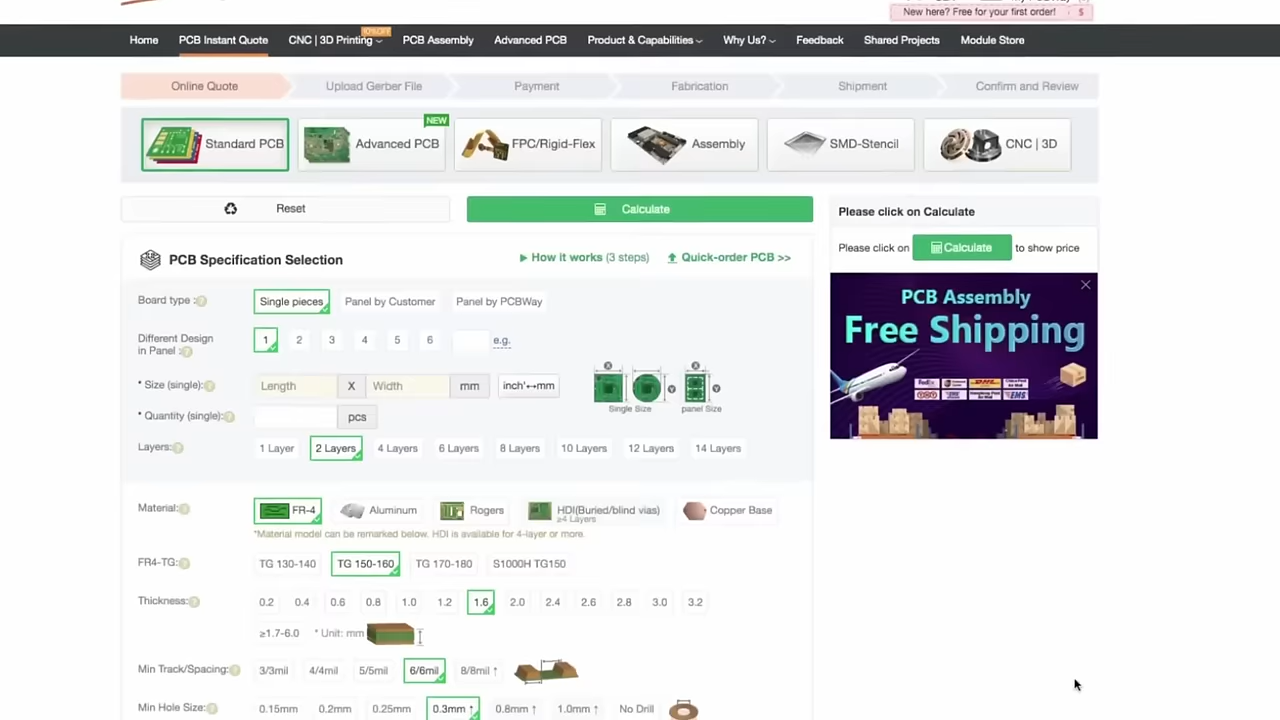 New here? Free for your first order! $
Home PCB Instant Quote CNC | 3D Printing PCB Assembly Advanced PCB Product & Capabilities Why Us? Feedback Shared Projects Module Store
Online Quote Upload Gerber File Payment Fabrication Shipment Confirm and Review
NEW
Standard PCB Advanced PCB FPC/Rigid-Flex Assembly SMD-Stencil CNC | 3D
Reset Calculate
Please click on Calculate
Please click on Calculate to show price
PCB Specification Selection How it works (3 steps) Quick-order PCB >>
PCB Assembly
Free Shipping
Board type : Single pieces Panel by Customer Panel by PCBWay
Different Design
in Panel : 1 2 3 4 5 6 e.g.
* Size (single): Length X Width mm inch'↔mm
Single Size panel Size
* Quantity (single): pcs
Layers: 1 Layer 2 Layers 4 Layers 6 Layers 8 Layers 10 Layers 12 Layers 14 Layers
Material: FR-4 Aluminum Rogers HDI(Buried/blind vias) Copper Base
≥4 Layers
*Material model can be remarked below. HDI is available for 4-layer or more.
FR4-TG: TG 130-140 TG 150-160 TG 170-180 S1000H TG150
Thickness: 0.2 0.4 0.6 0.8 1.0 1.2 1.6 2.0 2.4 2.6 2.8 3.0 3.2
≥1.7-6.0 * Unit: mm
Min Track/Spacing: 3/3mil 4/4mil 5/5mil 6/6mil 8/8mil ↑
Min Hole Size: 0.15mm 0.2mm 0.25mm 0.3mm ↑ 0.8mm ↑ 1.0mm ↑ No Drill